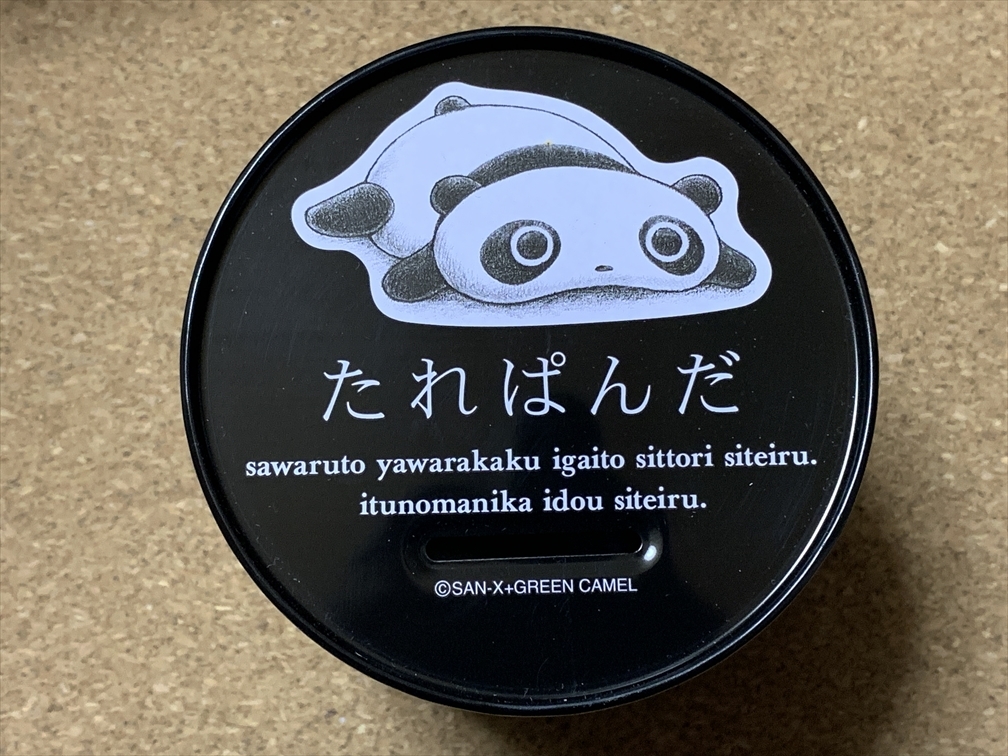 たれぱんだ
sawaruto yawarakaku igaito sittori siteiru.
itunomanika idou siteiru.
©SAN-X+GREEN CAMEL